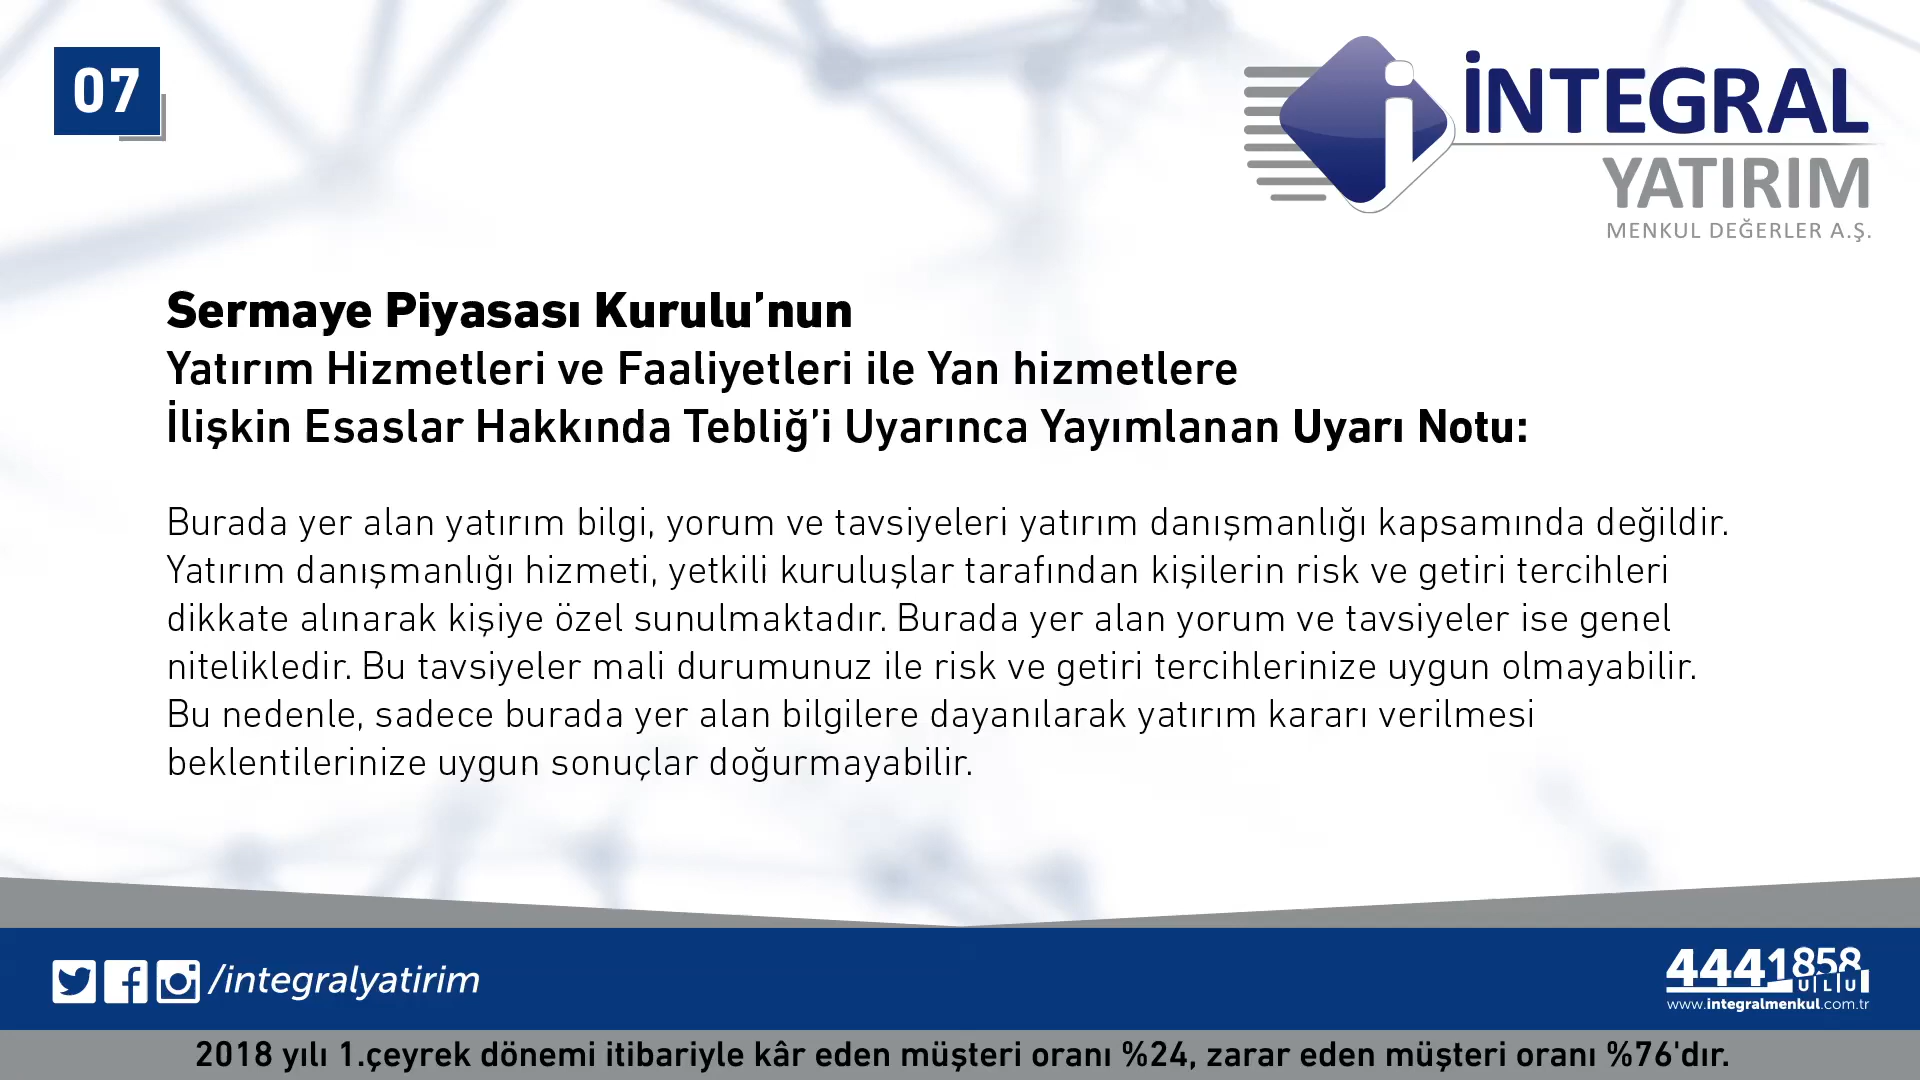 07
İNTEGRAL
YATIRIM
MENKUL DEĞERLER A.Ş.
Sermaye Piyasası Kurulu’nun
Yatırım Hizmetleri ve Faaliyetleri ile Yan hizmetlere
İlişkin Esaslar Hakkında Tebliğ’i Uyarınca Yayımlanan Uyarı Notu:
Burada yer alan yatırım bilgi, yorum ve tavsiyeleri yatırım danışmanlığı kapsamında değildir.
Yatırım danışmanlığı hizmeti, yetkili kuruluşlar tarafından kişilerin risk ve getiri tercihleri
dikkate alınarak kişiye özel sunulmaktadır. Burada yer alan yorum ve tavsiyeler ise genel
nitelikledir. Bu tavsiyeler mali durumunuz ile risk ve getiri tercihlerinize uygun olmayabilir.
Bu nedenle, sadece burada yer alan bilgilere dayanılarak yatırım kararı verilmesi
beklentilerinize uygun sonuçlar doğurmayabilir.
/integralyatirim
4441858
U L U
www.integralmenkul.com.tr
2018 yılı 1.çeyrek dönemi itibariyle kâr eden müşteri oranı %24, zarar eden müşteri oranı %76'dır.